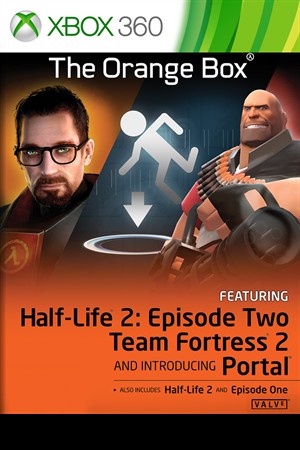 XBOX 360
The Orange Box
FEATURING
Half-Life 2: Episode Two
Team Fortress 2
AND INTRODUCING Portal™
+ ALSO INCLUDES Half-Life 2 AND Episode One
VALVE